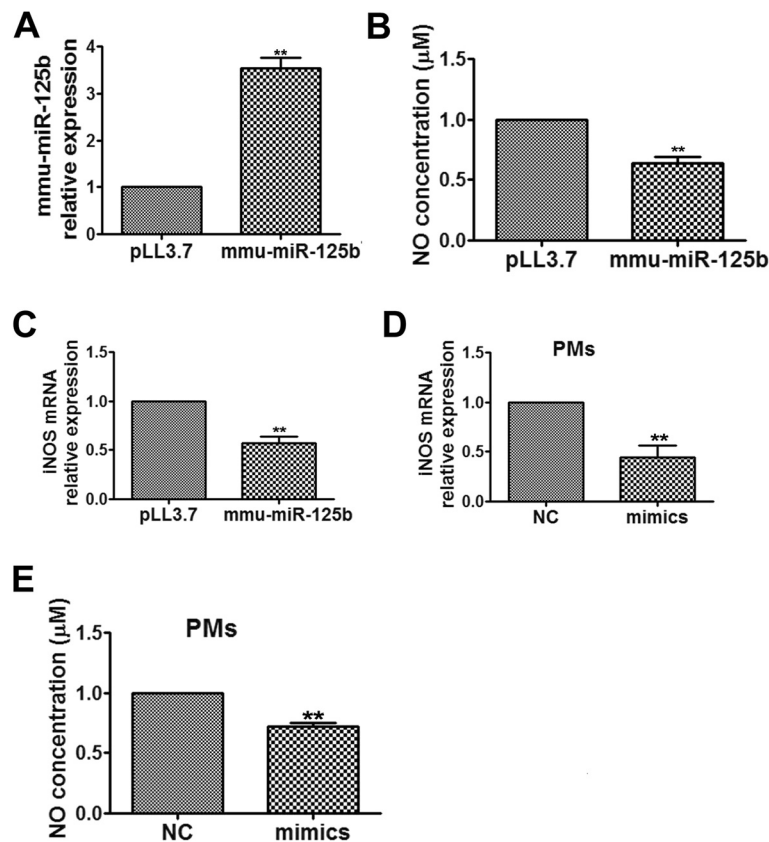 A
mmu-miR-125b
relative expression
4
3
2
1
0
**
pLL3.7
mmu-miR-125b
B
NO concentration (μM)
1.5
1.0
0.5
0.0
**
pLL3.7
mmu-miR-125b
C
iNOS mRNA
relative expression
1.5
1.0
0.5
0.0
**
pLL3.7
mmu-miR-125b
D
PMs
iNOS mRNA
relative expression
1.5
1.0
0.5
0.0
**
NC
mimics
E
PMs
NO concentration (μM)
1.5
1.0
0.5
0.0
**
NC
mimics